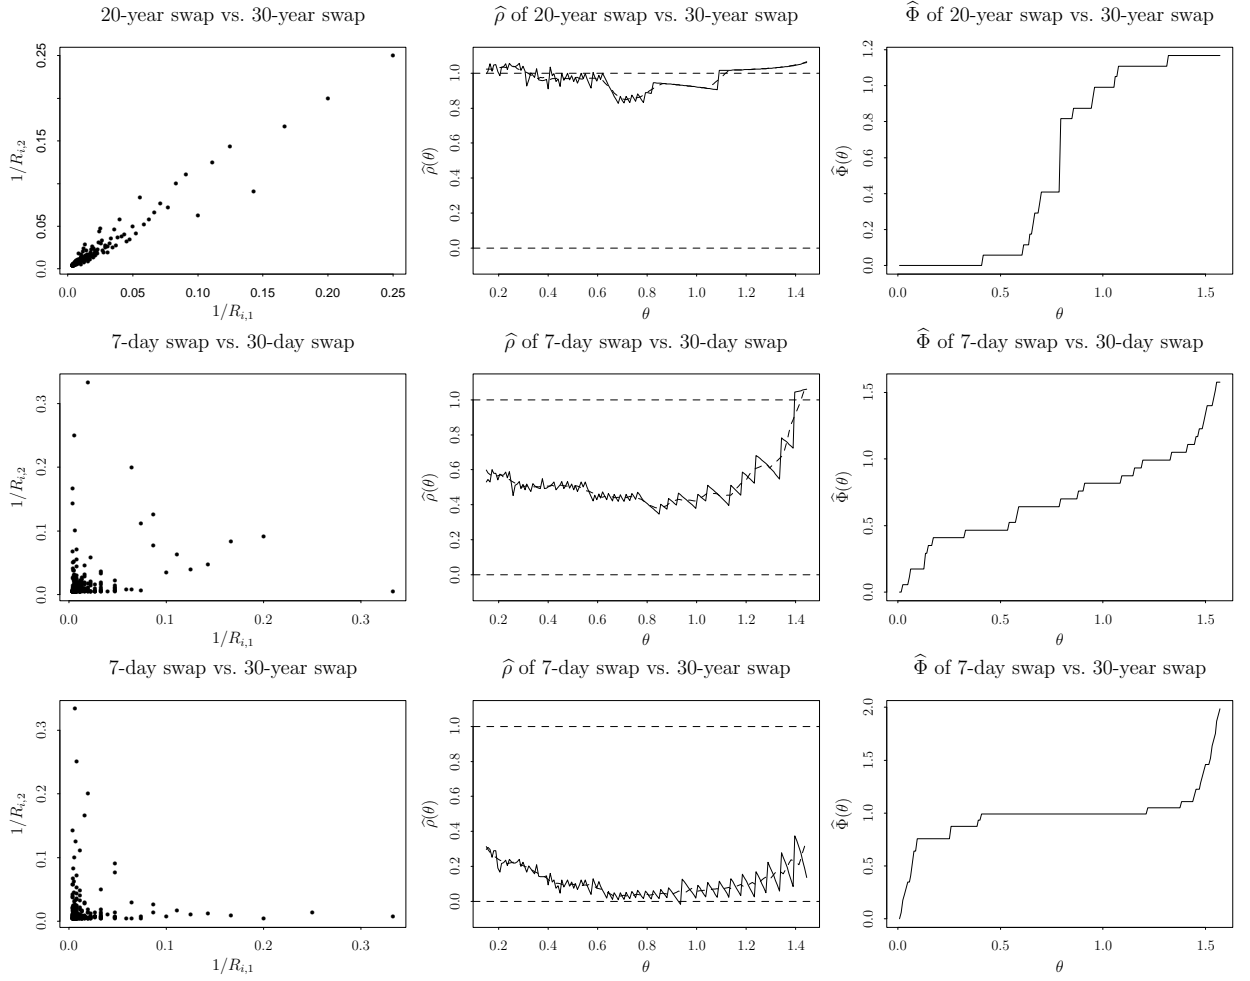 20-year swap vs. 30-year swap
1/R_{i,2}
0.0 0.05 0.15 0.25
0.0 0.05 0.10 0.15 0.20 0.25
1/R_{i,1}
ρ̂ of 20-year swap vs. 30-year swap
ρ̂(θ)
0.0 0.2 0.4 0.6 0.8 1.0
0.2 0.4 0.6 0.8 1.0 1.2 1.4
θ
Φ̂ of 20-year swap vs. 30-year swap
Φ̂(θ)
0.0 0.2 0.4 0.6 0.8 1.0 1.2
0.5 1.0 1.5
θ
7-day swap vs. 30-day swap
1/R_{i,2}
0.0 0.1 0.2 0.3
0.0 0.1 0.2 0.3
1/R_{i,1}
ρ̂ of 7-day swap vs. 30-day swap
ρ̂(θ)
0.0 0.2 0.4 0.6 0.8 1.0
0.2 0.4 0.6 0.8 1.0 1.2 1.4
θ
Φ̂ of 7-day swap vs. 30-day swap
Φ̂(θ)
0.0 0.5 1.0 1.5
0.0 0.5 1.0 1.5
θ
7-day swap vs. 30-year swap
1/R_{i,2}
0.0 0.1 0.2 0.3
0.0 0.1 0.2 0.3
1/R_{i,1}
ρ̂ of 7-day swap vs. 30-year swap
ρ̂(θ)
0.0 0.2 0.4 0.6 0.8 1.0
0.2 0.4 0.6 0.8 1.0 1.2 1.4
θ
Φ̂ of 7-day swap vs. 30-year swap
Φ̂(θ)
0.0 0.5 1.0 1.5 2.0
0.0 0.5 1.0 1.5
θ